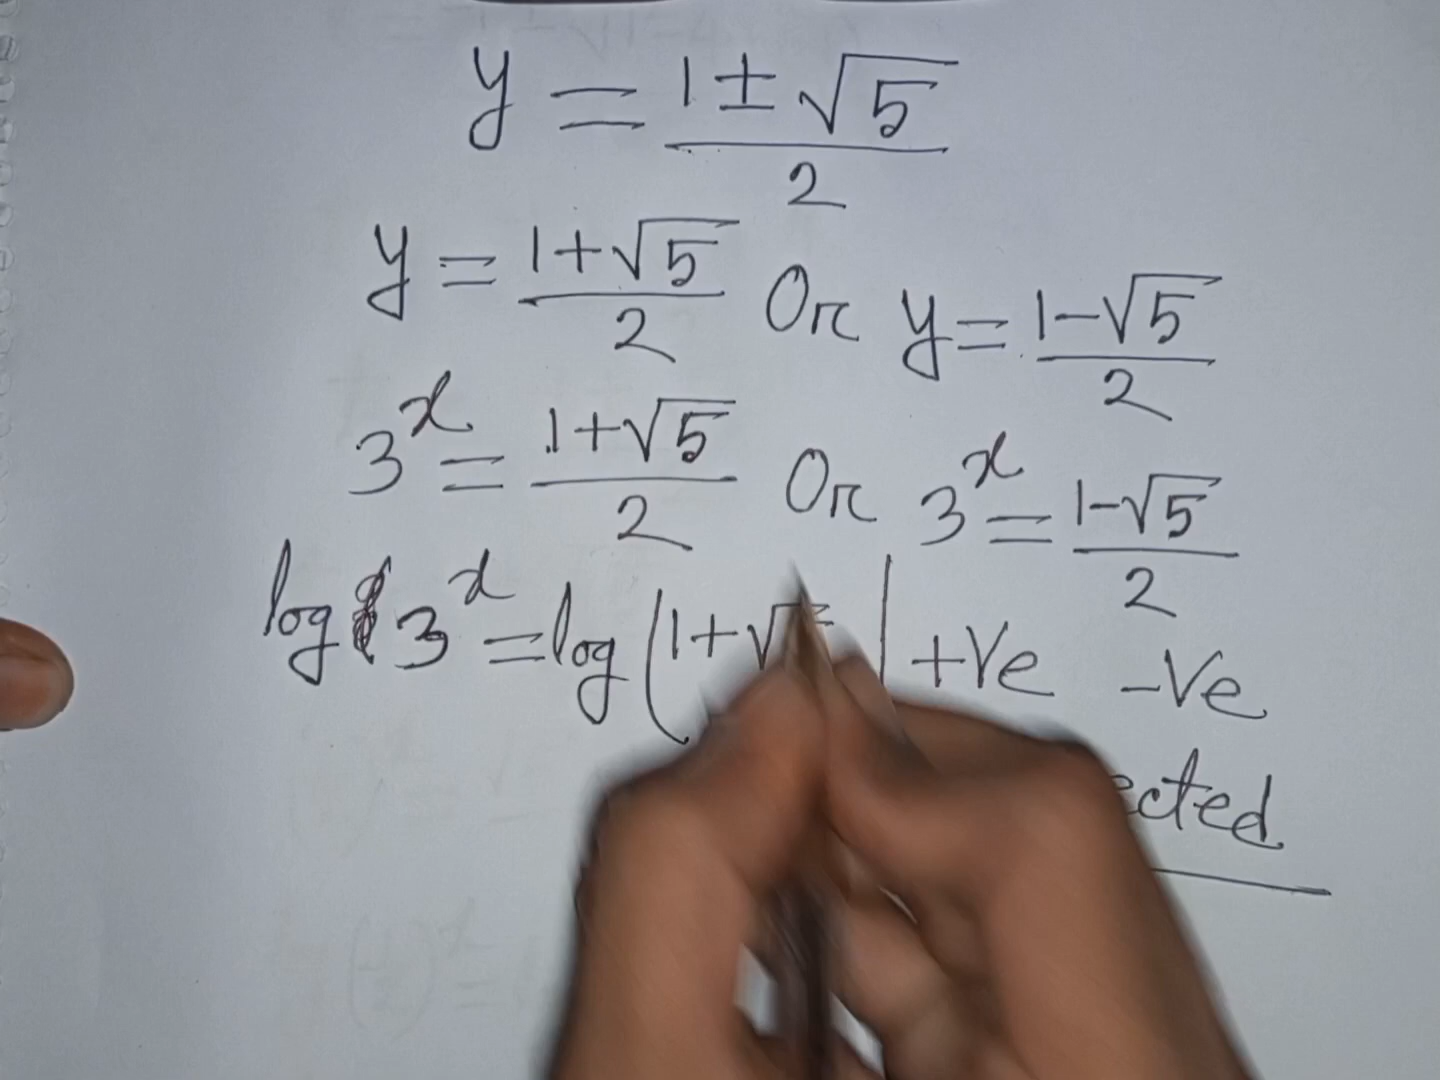 y = (1 ± √5)/2
y = (1+√5)/2 Or y = (1-√5)/2
3^x = (1+√5)/2 Or 3^x = (1-√5)/2
log 3^x = log(1+√ | +Ve -Ve
ected